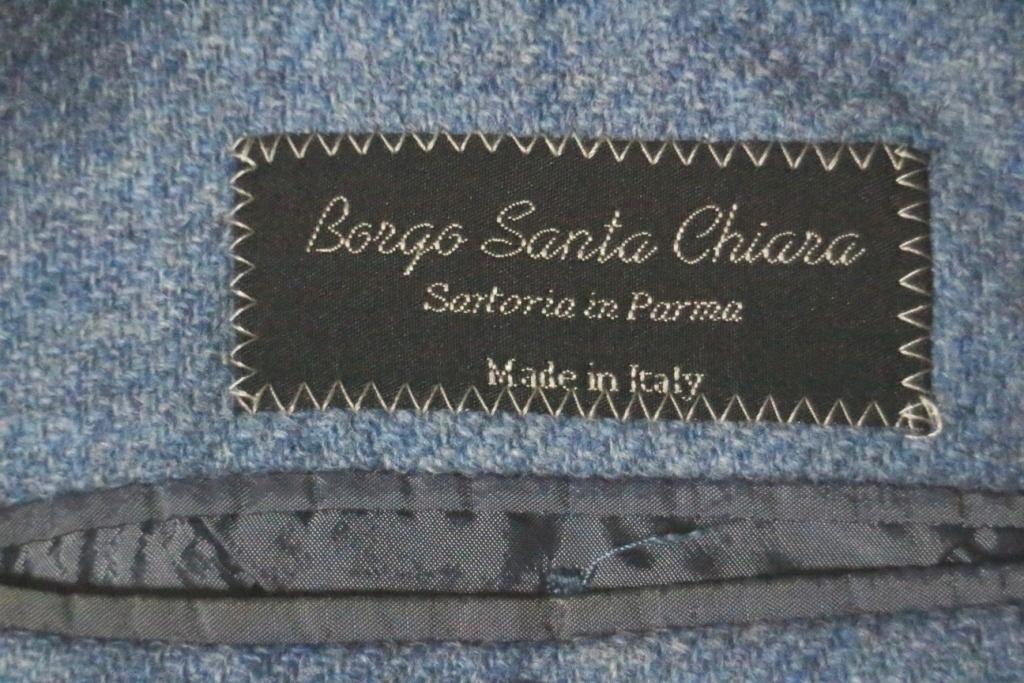 Borgo Santa Chiara
Sartoria in Parma
Made in Italy